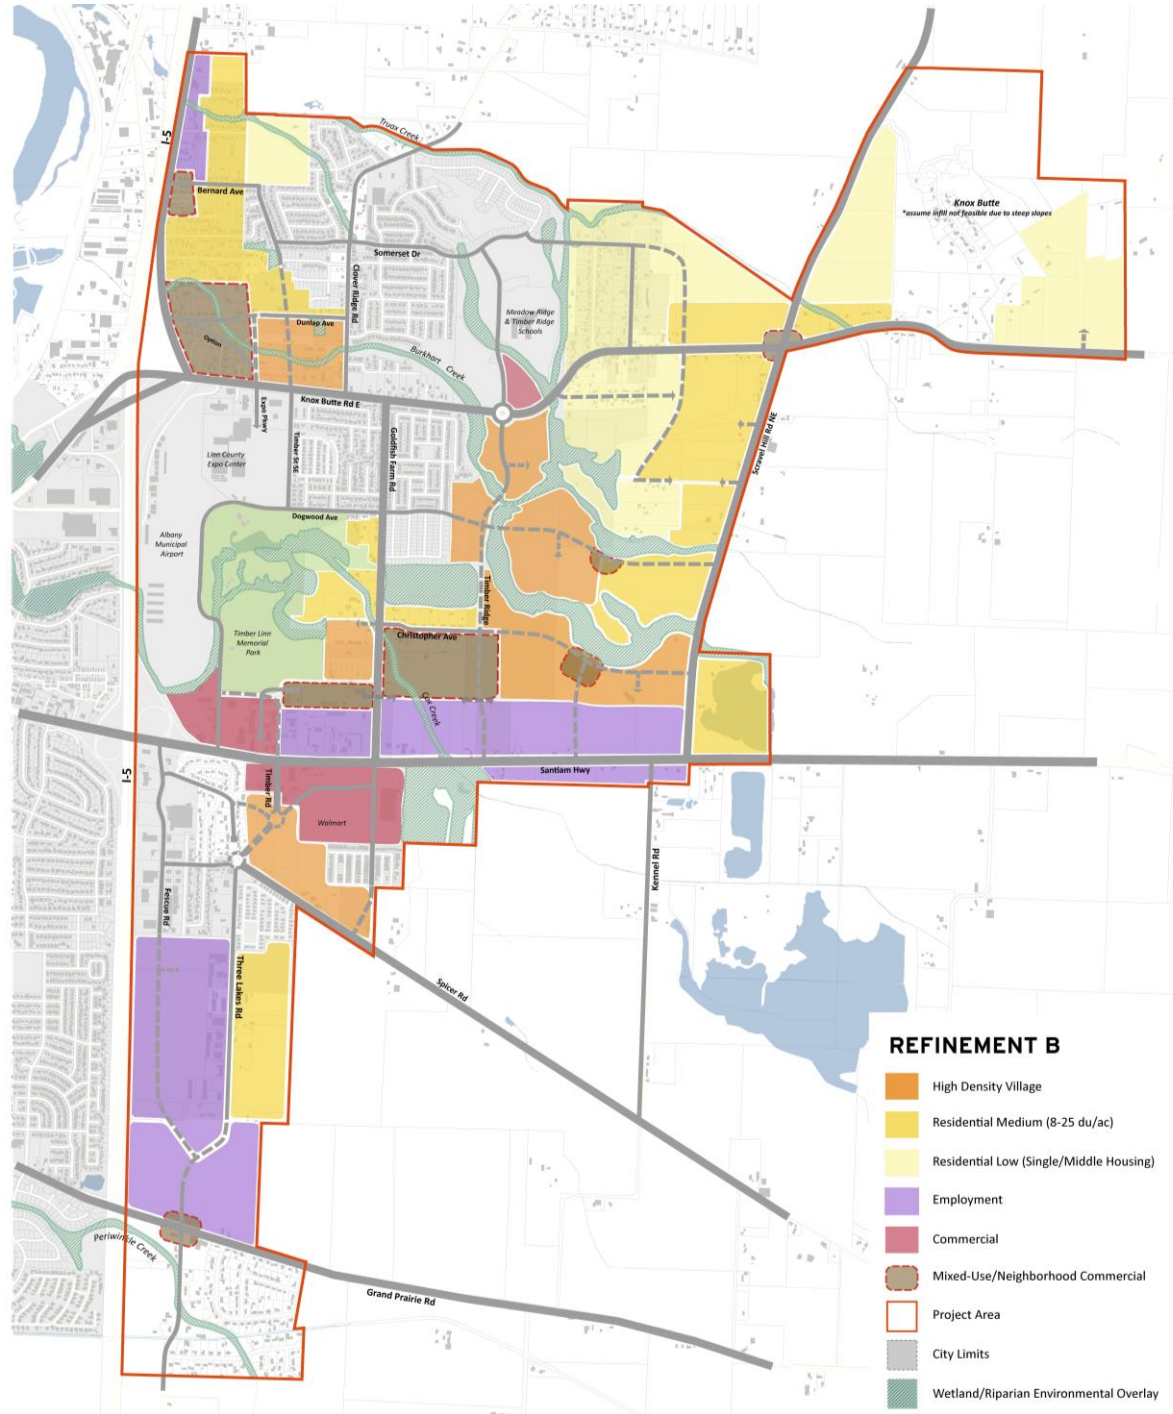 Truax Creek
I-5
Bernard Ave
Knox Butte
*assume infill not feasible due to steep slopes
Somerset Dr
Clover Ridge Rd
Meadow Ridge
& Timber Ridge
Schools
Dunlap Ave
Option
Burkhart Creek
Knox Butte Rd E
Expo Pkwy
Timber St SE
Goldfish Farm Rd
Scravel Hill Rd NE
Linn County
Expo Center
Dogwood Ave
Albany
Municipal
Airport
Timber Ridge
Timber Linn
Memorial
Park
Christopher Ave
Cox Creek
I-5
Santiam Hwy
Timber Rd
Walmart
Kennel Rd
Fescue Rd
Three Lakes Rd
Spicer Rd
Periwinkle Creek
Grand Prairie Rd
REFINEMENT B
High Density Village
Residential Medium (8-25 du/ac)
Residential Low (Single/Middle Housing)
Employment
Commercial
Mixed-Use/Neighborhood Commercial
Project Area
City Limits
Wetland/Riparian Environmental Overlay